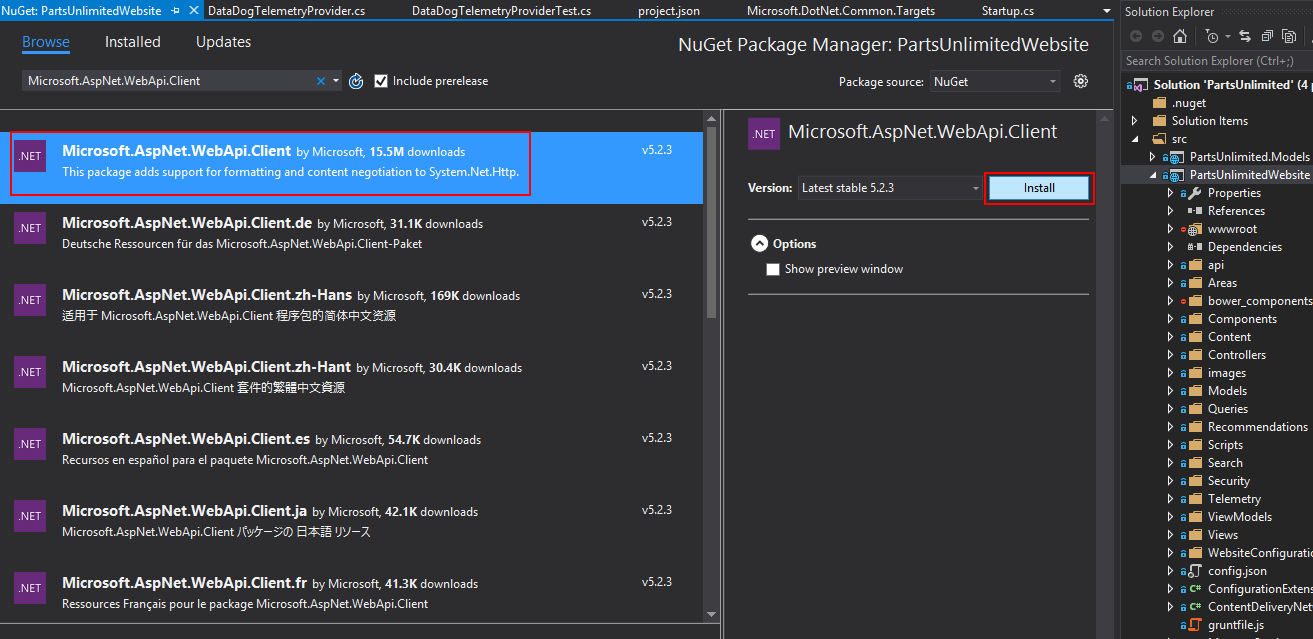 NuGet: PartsUnlimitedWebsite
DataDogTelemetryProvider.cs
DataDogTelemetryProviderTest.cs
project.json
Microsoft.DotNet.Common.Targets
Startup.cs
Browse
Installed
Updates
NuGet Package Manager: PartsUnlimitedWebsite
Microsoft.AspNet.WebApi.Client
Include prerelease
Package source:
NuGet
.NET
Microsoft.AspNet.WebApi.Client by Microsoft, 15.5M downloads
v5.2.3
This package adds support for formatting and content negotiation to System.Net.Http.
.NET
Microsoft.AspNet.WebApi.Client.de by Microsoft, 31.1K downloads
v5.2.3
Deutsche Ressourcen für das Microsoft.AspNet.WebApi.Client-Paket
.NET
Microsoft.AspNet.WebApi.Client.zh-Hans by Microsoft, 169K downloads
v5.2.3
适用于 Microsoft.AspNet.WebApi.Client 程序包的简体中文资源
.NET
Microsoft.AspNet.WebApi.Client.zh-Hant by Microsoft, 30.4K downloads
v5.2.3
Microsoft.AspNet.WebApi.Client 套件的繁體中文資源
.NET
Microsoft.AspNet.WebApi.Client.es by Microsoft, 54.7K downloads
v5.2.3
Recursos en español para el paquete Microsoft.AspNet.WebApi.Client
.NET
Microsoft.AspNet.WebApi.Client.ja by Microsoft, 42.1K downloads
v5.2.3
Microsoft.AspNet.WebApi.Client パッケージの 日本語 リソース
.NET
Microsoft.AspNet.WebApi.Client.fr by Microsoft, 41.3K downloads
v5.2.3
Ressources Français pour le package Microsoft.AspNet.WebApi.Client
.NET
Microsoft.AspNet.WebApi.Client
Version:
Latest stable 5.2.3
Install
Options
Show preview window
Solution Explorer
Search Solution Explorer (Ctrl+;)
Solution 'PartsUnlimited' (4
.nuget
Solution Items
src
PartsUnlimited.Models
PartsUnlimitedWebsite
Properties
References
wwwroot
Dependencies
api
Areas
bower_components
Components
Content
Controllers
images
Models
Queries
Recommendations
Scripts
Search
Security
Telemetry
ViewModels
Views
WebsiteConfiguratio
config.json
C# ConfigurationExtens
C# ContentDeliveryNet
gruntfile.js